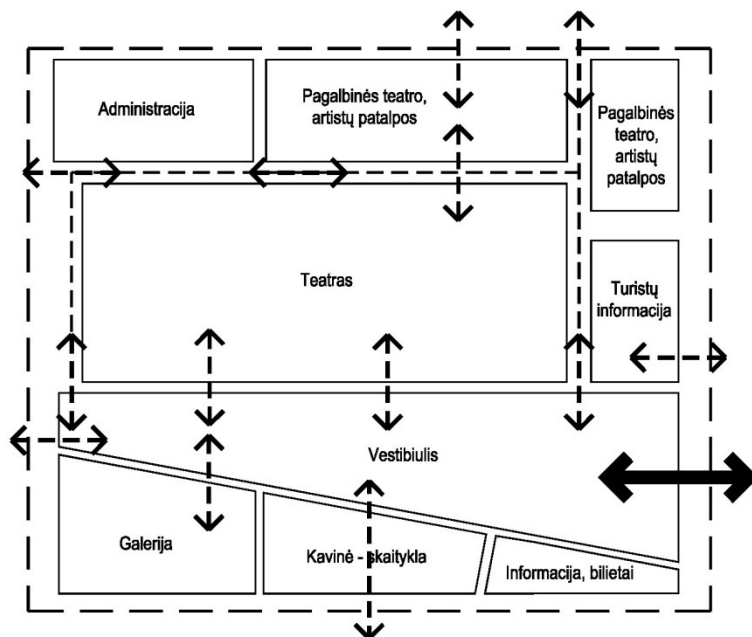 Administracija
Pagalbinės teatro,
artistų patalpos
Pagalbinės
teatro,
artistų
patalpos
Teatras
Turistų
informacija
Vestibiulis
Galerija
Kavinė - skaitykla
Informacija, bilietai